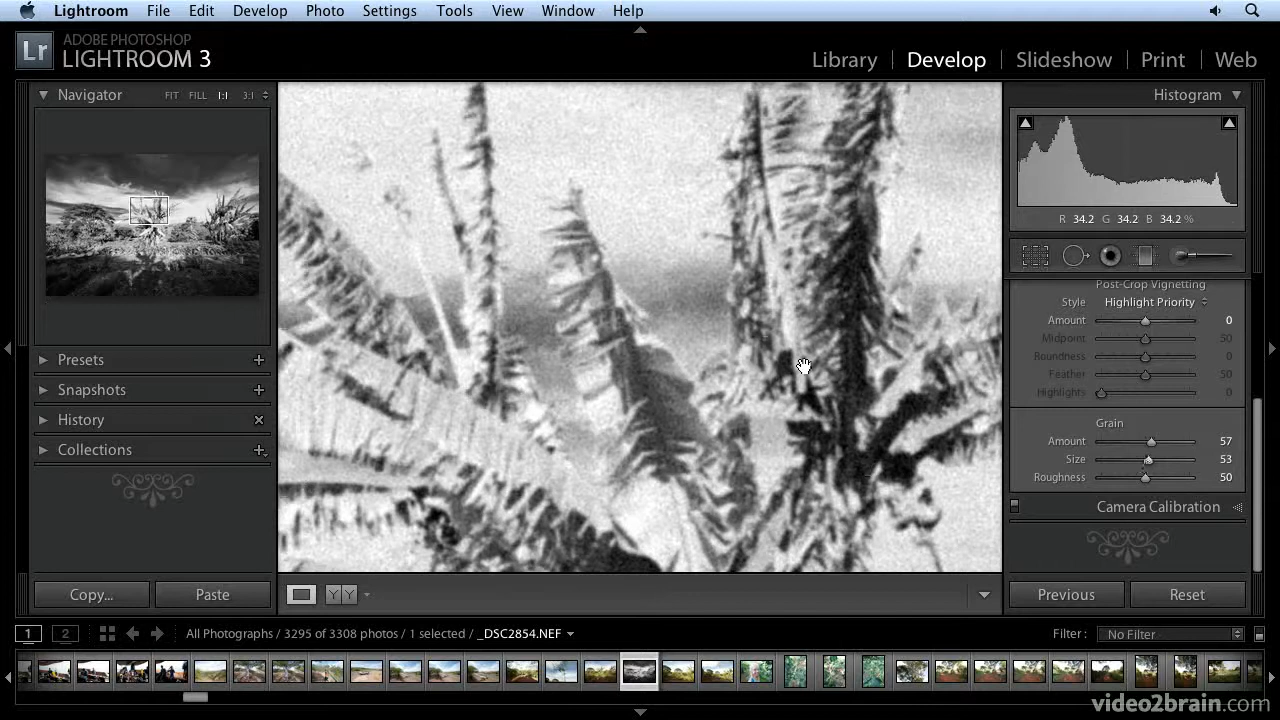 Lightroom File Edit Develop Photo Settings Tools View Window Help
Lr ADOBE PHOTOSHOP
LIGHTROOM 3
Library Develop Slideshow Print Web
Navigator FIT FILL 1:1 3:1
Histogram
R 34.2 G 34.2 B 34.2 %
Post-Crop Vignetting
Style Highlight Priority
Amount 0
Midpoint 50
Roundness 0
Feather 50
Highlights 0
Grain
Amount 57
Size 53
Roughness 50
Camera Calibration
Presets
Snapshots
History
Collections
Copy... Paste
Y Y
Previous Reset
1 2 All Photographs / 3295 of 3308 photos / 1 selected / _DSC2854.NEF
Filter : No Filter
video2brain.com